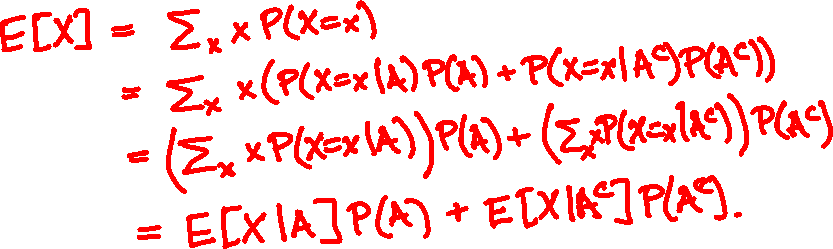 E[X] = ∑ₓ x P(X=x)
= ∑ₓ x(P(X=x|A)P(A) + P(X=x|Aᶜ)P(Aᶜ))
= (∑ₓ x P(X=x|A))P(A) + (∑ₓ xP(X=x|Aᶜ))P(Aᶜ)
= E[X|A]P(A) + E[X|Aᶜ]P(Aᶜ).